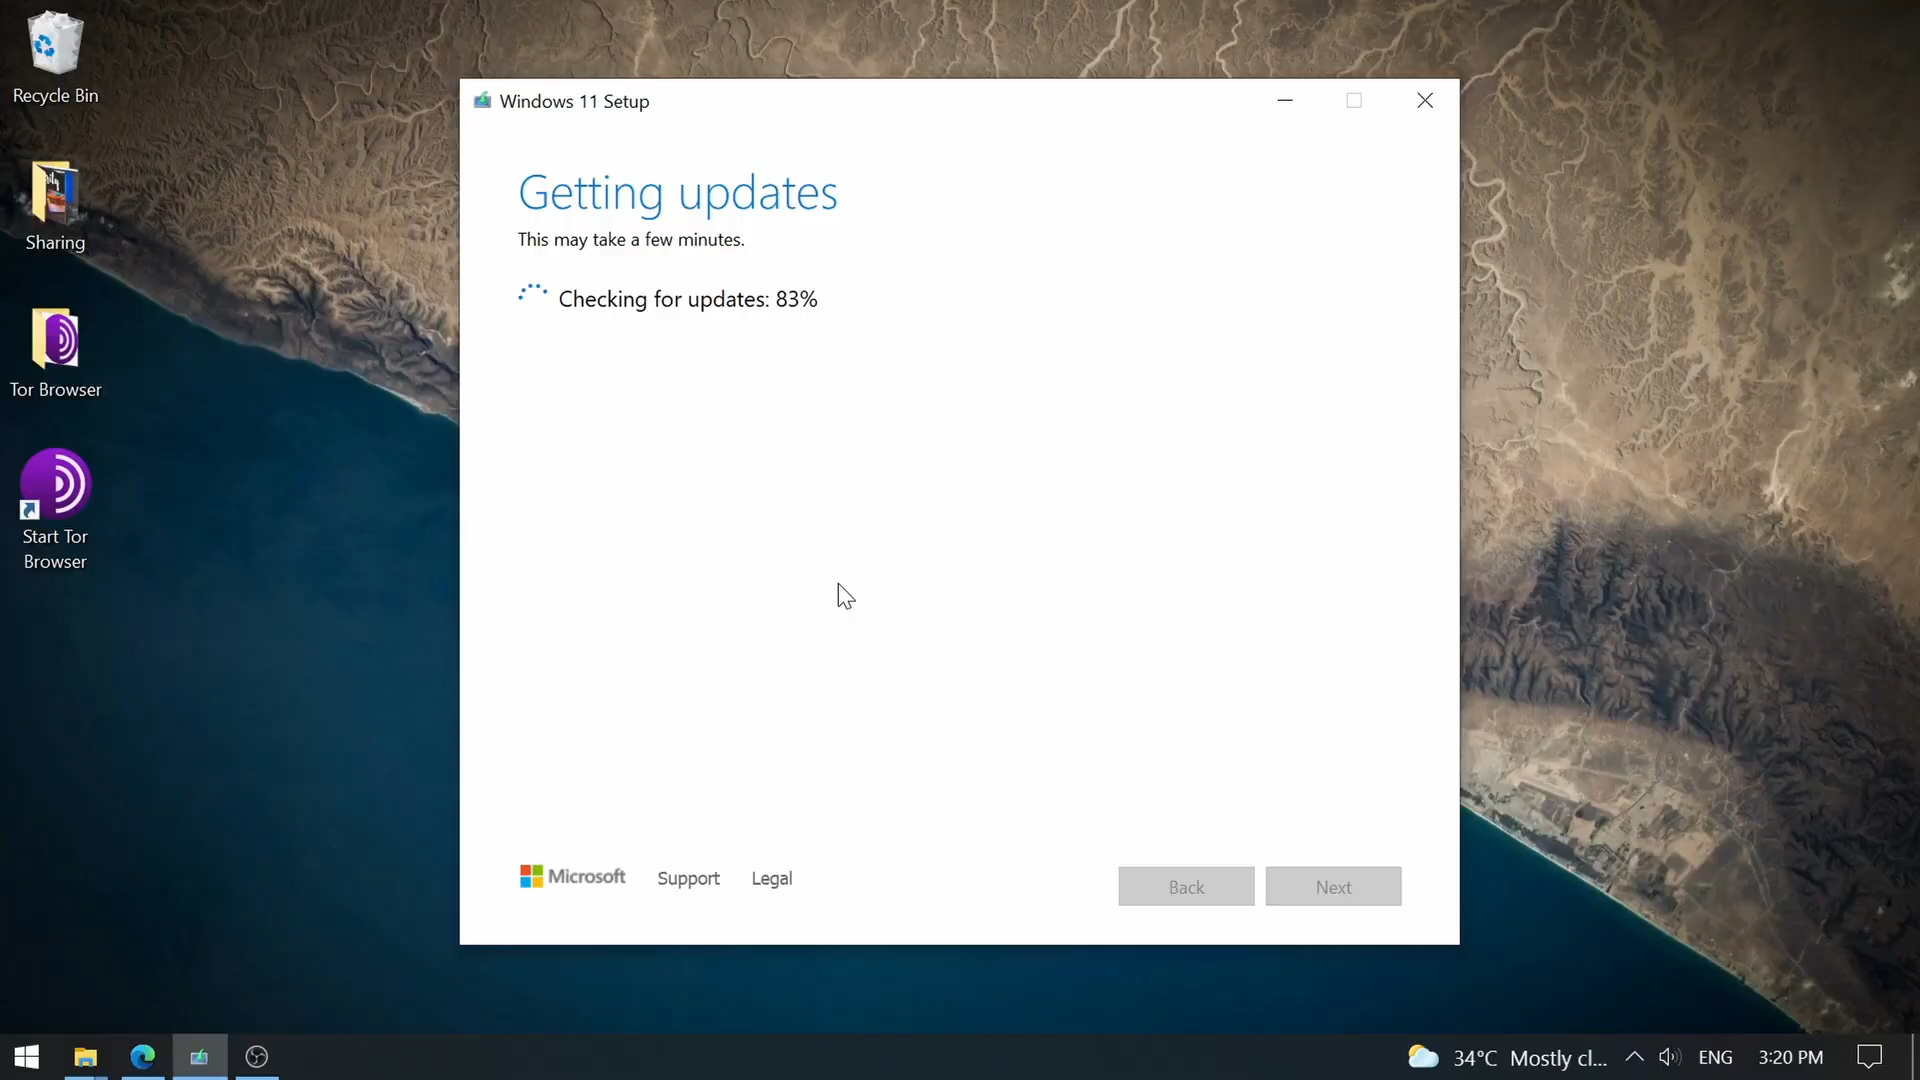 Recycle Bin
Sharing
Tor Browser
Start Tor
Browser
Windows 11 Setup
Getting updates
This may take a few minutes.
Checking for updates: 83%
Microsoft
Support
Legal
Back
Next
34°C Mostly cl...
ENG
3:20 PM